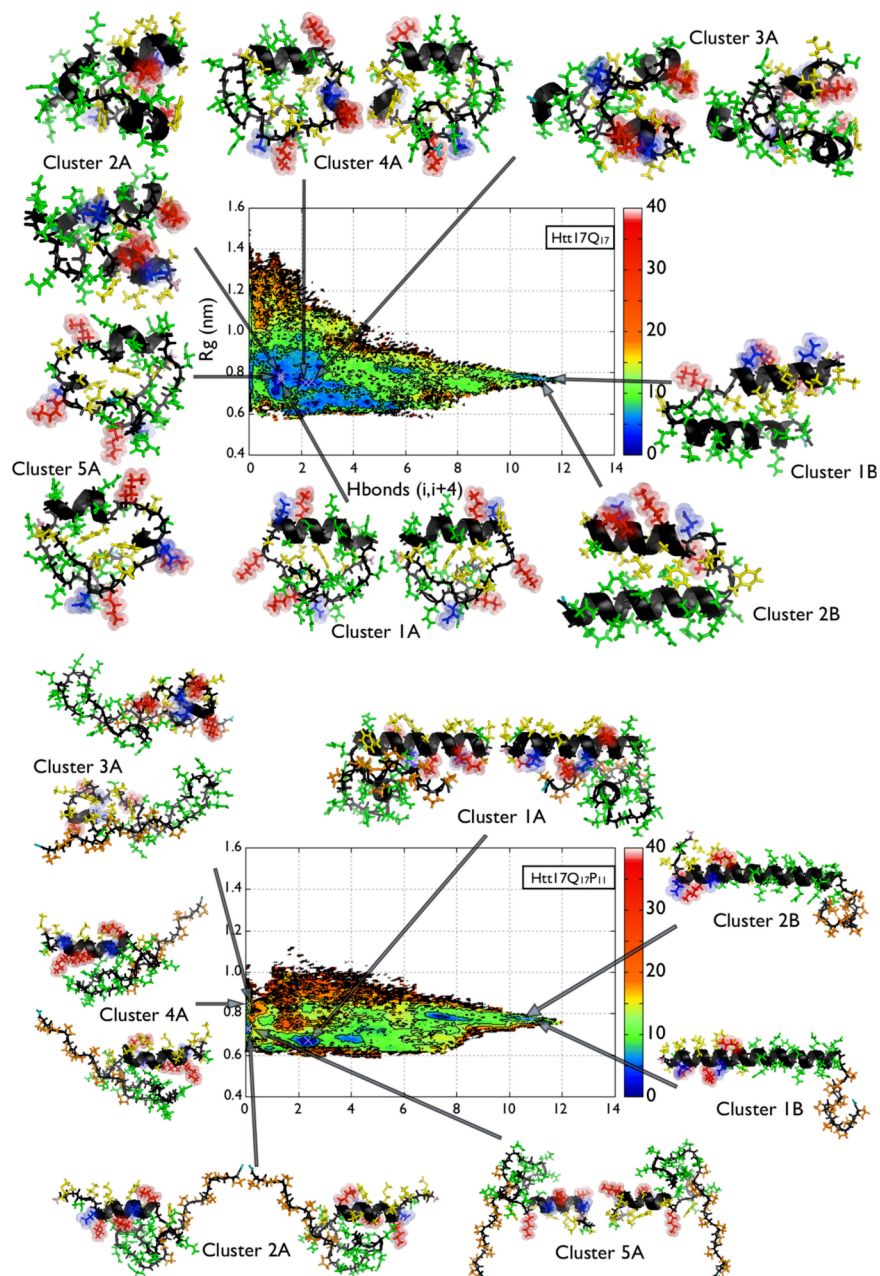 Cluster 3A
Cluster 2A
Cluster 4A
1.6
1.4
1.2
1.0
0.8
0.6
0.4
Rg (nm)
Htt17Q17
40
30
20
10
0
0 2 4 6 8 10 12 14
Hbonds (i,i+4)
Cluster 5A
Cluster 1B
Cluster 1A
Cluster 2B
Cluster 3A
Cluster 1A
1.6
1.4
1.2
1.0
0.8
0.6
0.4
Htt17Q17P11
40
30
20
10
0
0 2 4 6 8 10 12 14
Cluster 2B
Cluster 4A
Cluster 1B
Cluster 2A
Cluster 5A